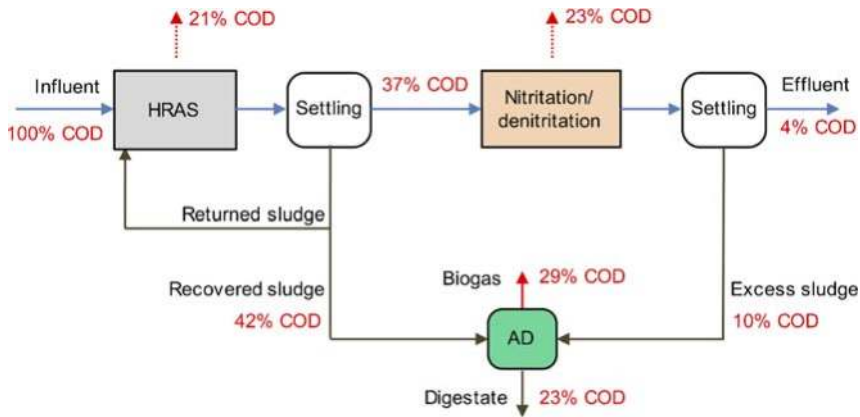 21% COD
23% COD
Influent
100% COD
HRAS
Settling
37% COD
Nitritation/
denitritation
Settling
Effluent
4% COD
Returned sludge
Recovered sludge
42% COD
Biogas
29% COD
Excess sludge
10% COD
AD
Digestate
23% COD